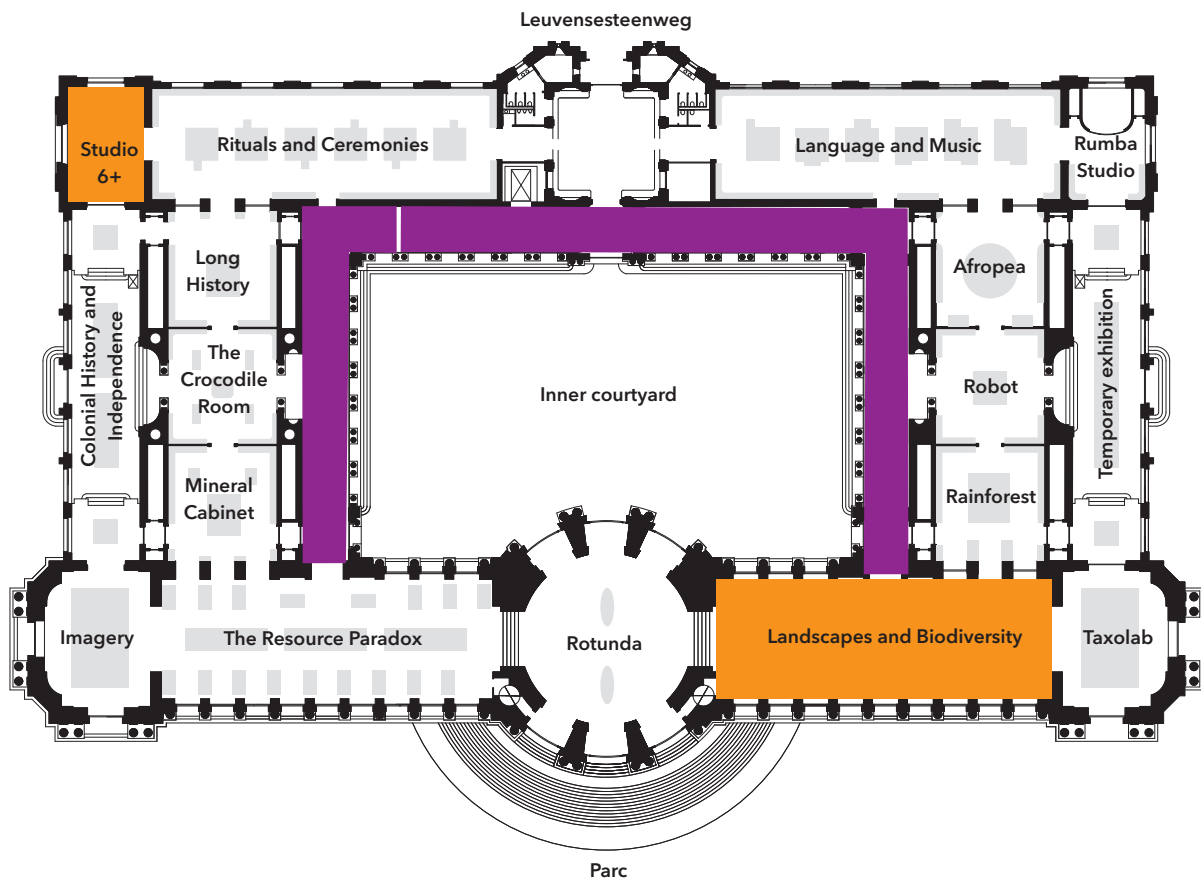 Leuvensesteenweg
Studio
6+
Rituals and Ceremonies
Language and Music
Rumba
Studio
Long
History
Afropea
Colonial History and
Independence
The
Crocodile
Room
Inner courtyard
Robot
Temporary exhibition
Mineral
Cabinet
Rainforest
Imagery
The Resource Paradox
Rotunda
Landscapes and Biodiversity
Taxolab
Parc